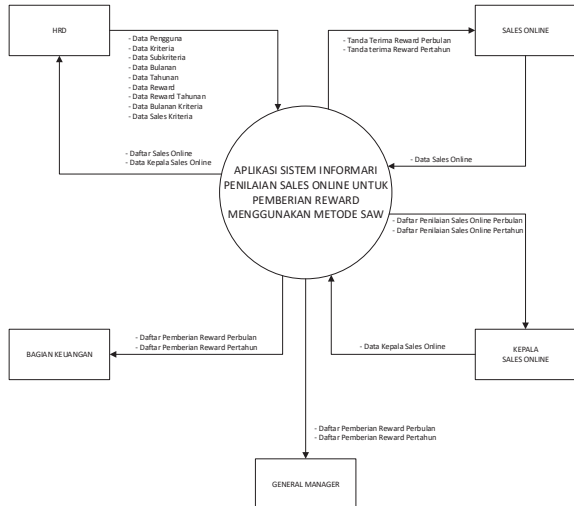 HRD
- Data Pengguna
- Data Kriteria
- Data Subkriteria
- Data Bulanan
- Data Tahunan
- Data Reward
- Data Reward Tahunan
- Data Bulanan Kriteria
- Data Sales Kriteria
- Tanda Terima Reward Perbulan
- Tanda terima Reward Pertahun
SALES ONLINE
- Daftar Sales Online
- Data Kepala Sales Online
- Data Sales Online
APLIKASI SISTEM INFORMARI
PENILAIAN SALES ONLINE UNTUK
PEMBERIAN REWARD
MENGGUNAKAN METODE SAW
- Daftar Penilaian Sales Online Perbulan
- Daftar Penilaian Sales Online Pertahun
BAGIAN KEUANGAN
- Daftar Pemberian Reward Perbulan
- Daftar Pemberian Reward Pertahun
- Data Kepala Sales Online
KEPALA
SALES ONLINE
- Daftar Pemberian Reward Perbulan
- Daftar Pemberian Reward Pertahun
GENERAL MANAGER